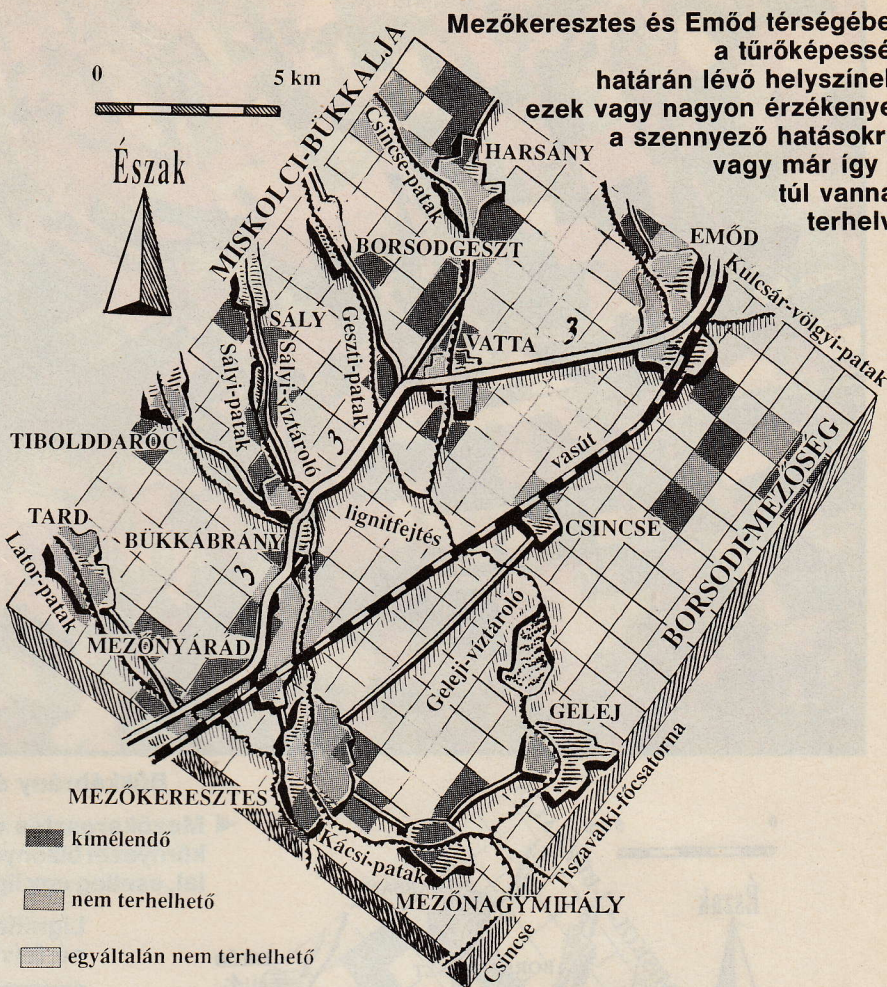 Mezőkeresztes és Emőd térségébe
a tűrőképessé
határán lévő helyszínel
ezek vagy nagyon érzékenye
a szennyező hatásokr
vagy már így
túl vanna
terhelv
0 5 km
Észak
MISKOLCI-BÜKKALJA
Csincse-patak
HARSÁNY
BORSODGESZT
EMŐD
Kulcsár-völgyi-patak
SÁLY
Geszti-patak
VATTA
3
Sályi-patak
Sályi-víztároló
3
TIBOLDDARÓC
vasút
BORSODI-MEZŐSÉG
TARD
lignitfejtés
CSINCSE
BÜKKÁBRÁNY
Lator-patak
3
MEZŐNYÁRÁD
Geleji-víztároló
GELEJ
MEZŐKERESZTES
Tiszavalki-főcsatorna
kímélendő
Kácsi-patak
nem terhelhető
MEZŐNAGYMIHÁLY
Csincse
egyáltalán nem terhelhető